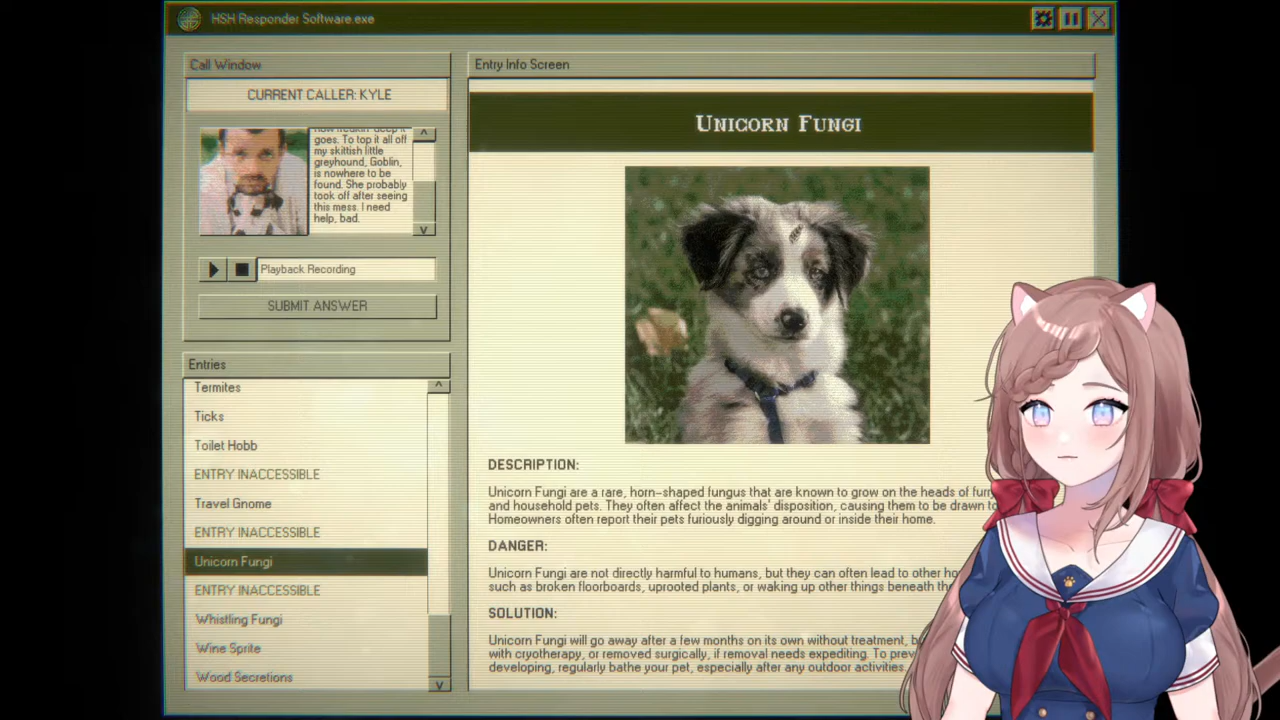 HSH Responder Software.exe
Call Window
CURRENT CALLER: KYLE
goes. To top it all off
my skittish little
greyhound, Goblin,
is nowhere to be
found. She probably
took off after seeing
this mess. I need
help, bad.
Playback Recording
SUBMIT ANSWER
Entries
Termites
Ticks
Toilet Hobb
ENTRY INACCESSIBLE
Travel Gnome
ENTRY INACCESSIBLE
Unicorn Fungi
ENTRY INACCESSIBLE
Whistling Fungi
Wine Sprite
Wood Secretions
Entry Info Screen
UNICORN FUNGI
DESCRIPTION:
Unicorn Fungi are a rare, horn-shaped fungus that are known to grow on the heads of
and household pets. They often affect the animals' disposition, causing them to be drawn
Homeowners often report their pets furiously digging around or inside their home.
DANGER:
Unicorn Fungi are not directly harmful to humans, but they can often lead to other
such as broken floorboards, uprooted plants, or waking up other things beneath
SOLUTION:
Unicorn Fungi will go away after a few months on its own without treatment,
with cryotherapy, or removed surgically, if removal needs expediting. To
developing, regularly bathe your pet, especially after any outdoor activities.